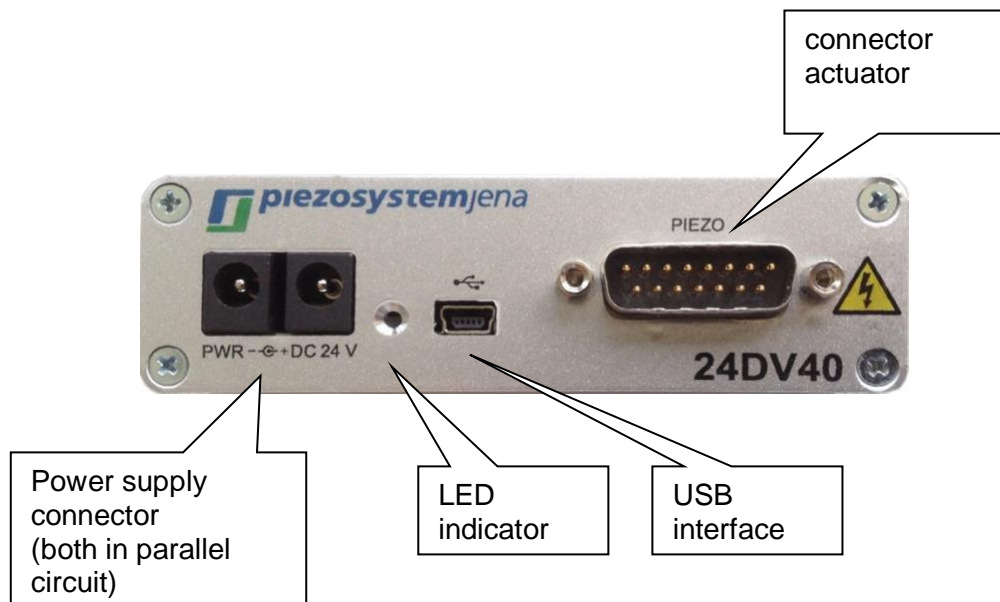 connector
actuator
piezosystemjena
PIEZO
PWR - + DC 24 V
24DV40
Power supply
connector
(both in parallel
circuit)
LED
indicator
USB
interface